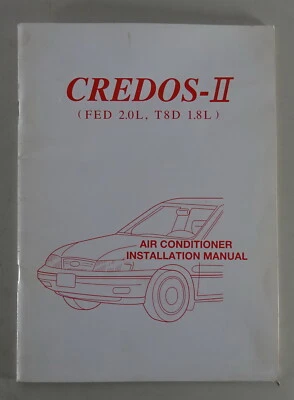 CREDOS-II
(FED 2.0L, T8D 1.8L)
AIR CONDITIONER
INSTALLATION MANUAL